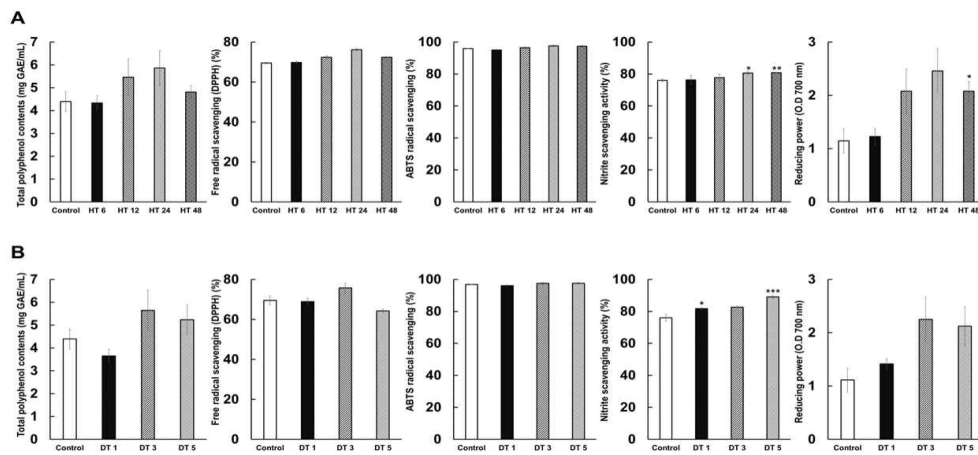 A
Total polyphenol contents (mg GAE/mL)
7
6
5
4
3
2
1
0
Control HT 6 HT 12 HT 24 HT 48
Free radical scavenging (DPPH) (%)
80
60
40
20
0
Control HT 6 HT 12 HT 24 HT 48
ABTS radical scavenging (%)
100
80
60
40
20
0
Control HT 6 HT 12 HT 24 HT 48
Nitrite scavenging activity (%)
100
80
60
40
20
0
* **
Control HT 6 HT 12 HT 24 HT 48
Reducing power (O.D 700 nm)
3
2
1
0
*
Control HT 6 HT 12 HT 24 HT 48
B
Total polyphenol contents (mg GAE/mL)
7
6
5
4
3
2
1
0
Control DT 1 DT 3 DT 5
Free radical scavenging (DPPH) (%)
80
60
40
20
0
Control DT 1 DT 3 DT 5
ABTS radical scavenging (%)
100
80
60
40
20
0
Control DT 1 DT 3 DT 5
Nitrite scavenging activity (%)
100
80
60
40
20
0
* ***
Control DT 1 DT 3 DT 5
Reducing power (O.D 700 nm)
3
2
1
0
Control DT 1 DT 3 DT 5